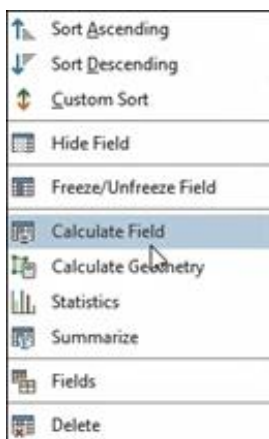 Sort Ascending
Sort Descending
Custom Sort
Hide Field
Freeze/Unfreeze Field
Calculate Field
Calculate Geometry
Statistics
Summarize
Fields
Delete